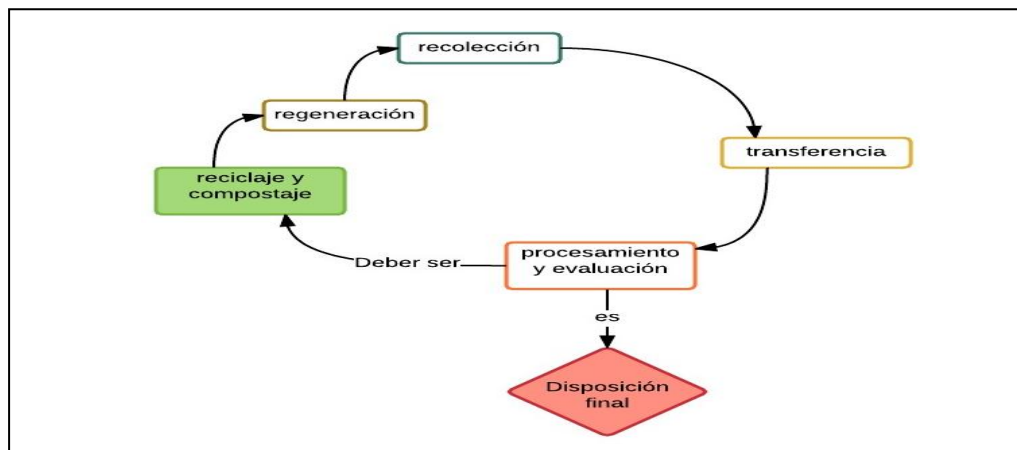 recolección
regeneración
transferencia
reciclaje y
compostaje
procesamiento
y evaluación
Deber ser
es
Disposición
final